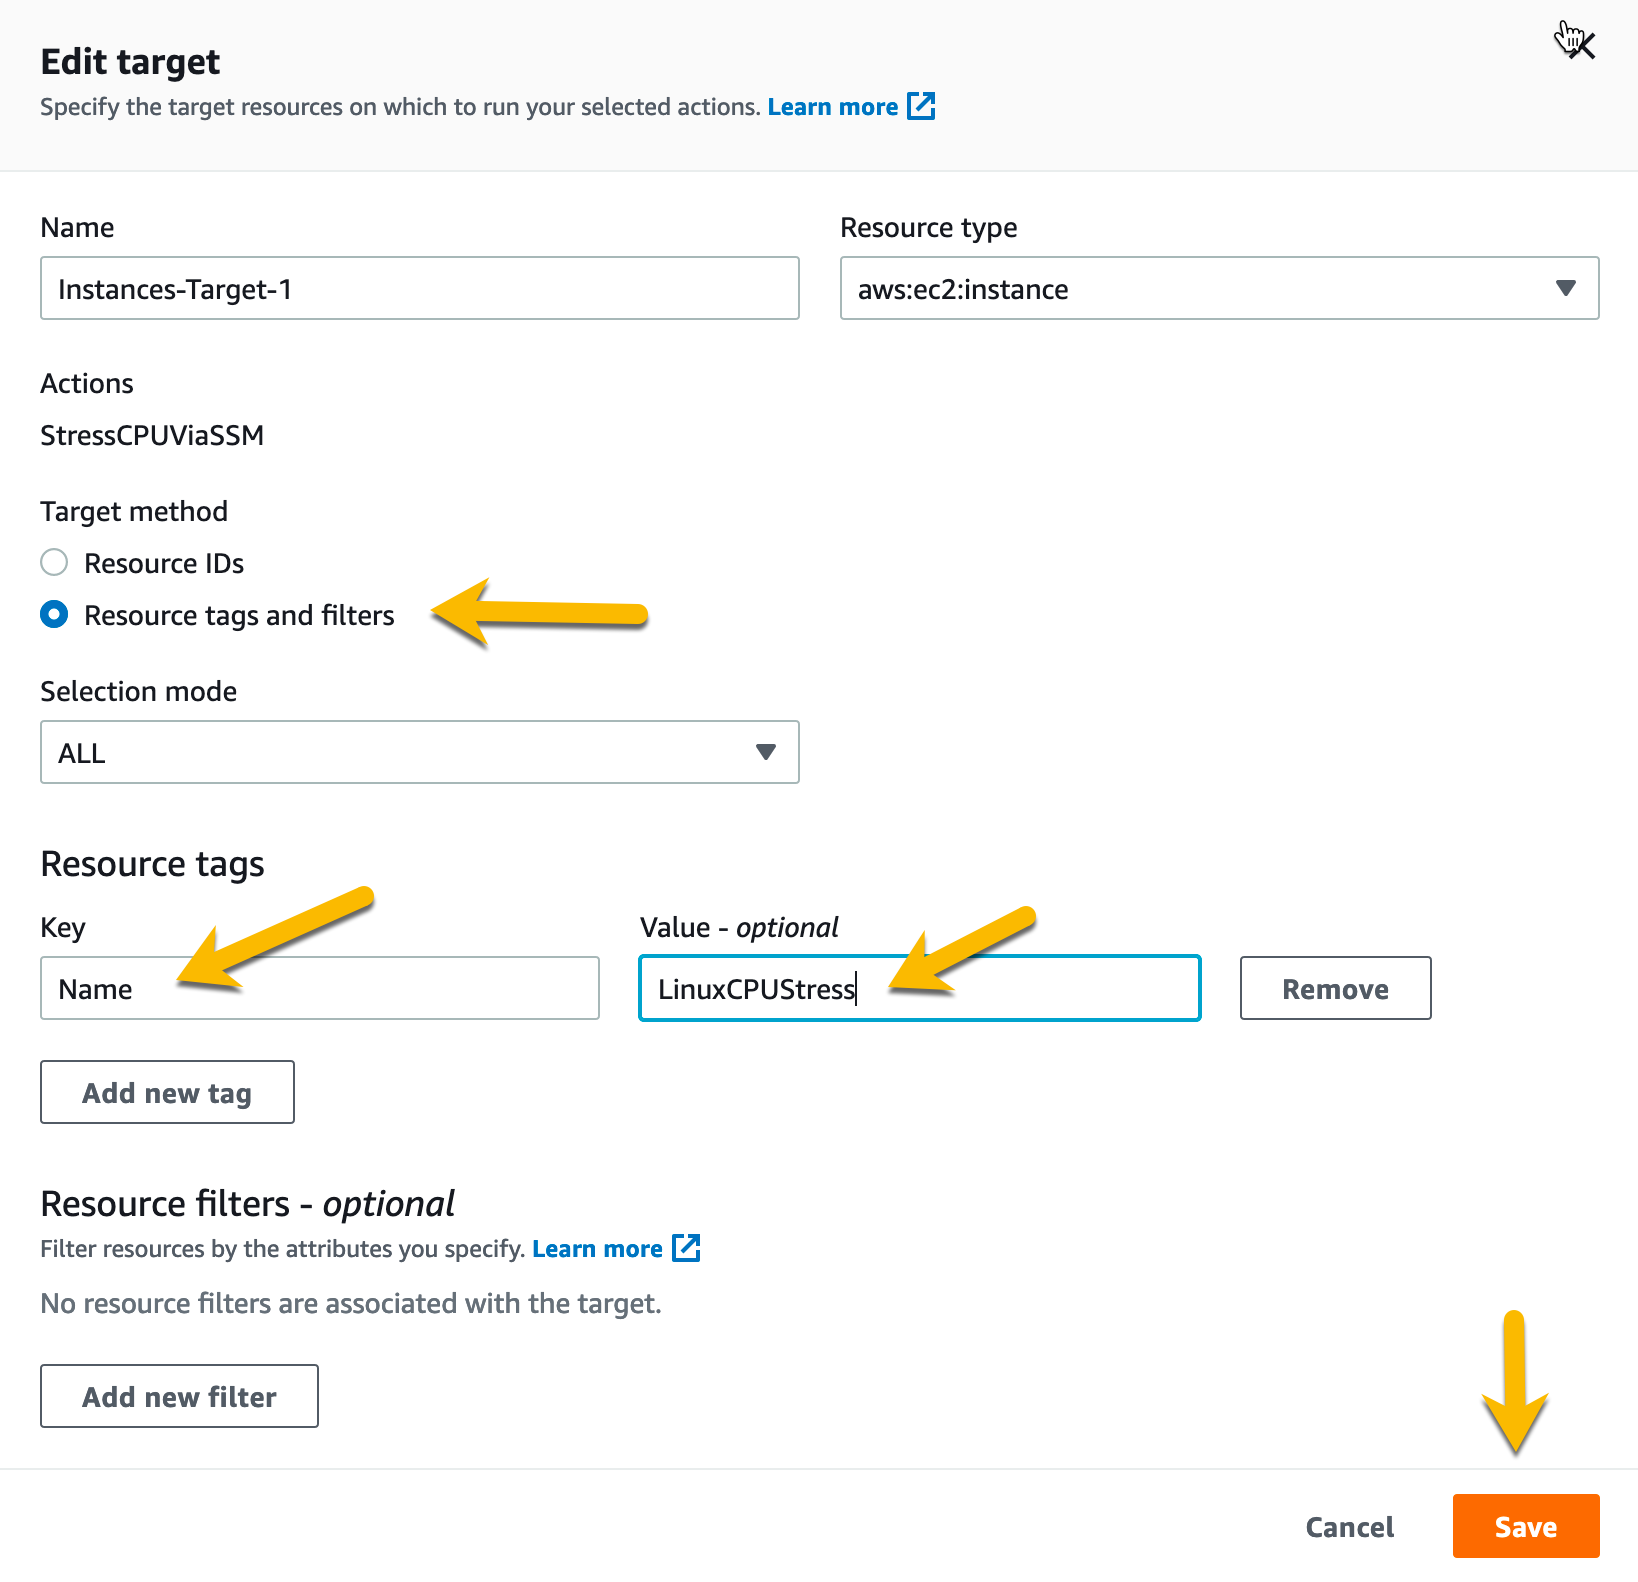 Edit target
Specify the target resources on which to run your selected actions. Learn more
Name
Resource type
Instances-Target-1
aws:ec2:instance
Actions
StressCPUViaSSM
Target method
Resource IDs
Resource tags and filters
Selection mode
ALL
Resource tags
Key
Value - optional
Name
LinuxCPUStress
Remove
Add new tag
Resource filters - optional
Filter resources by the attributes you specify. Learn more
No resource filters are associated with the target.
Add new filter
Cancel
Save